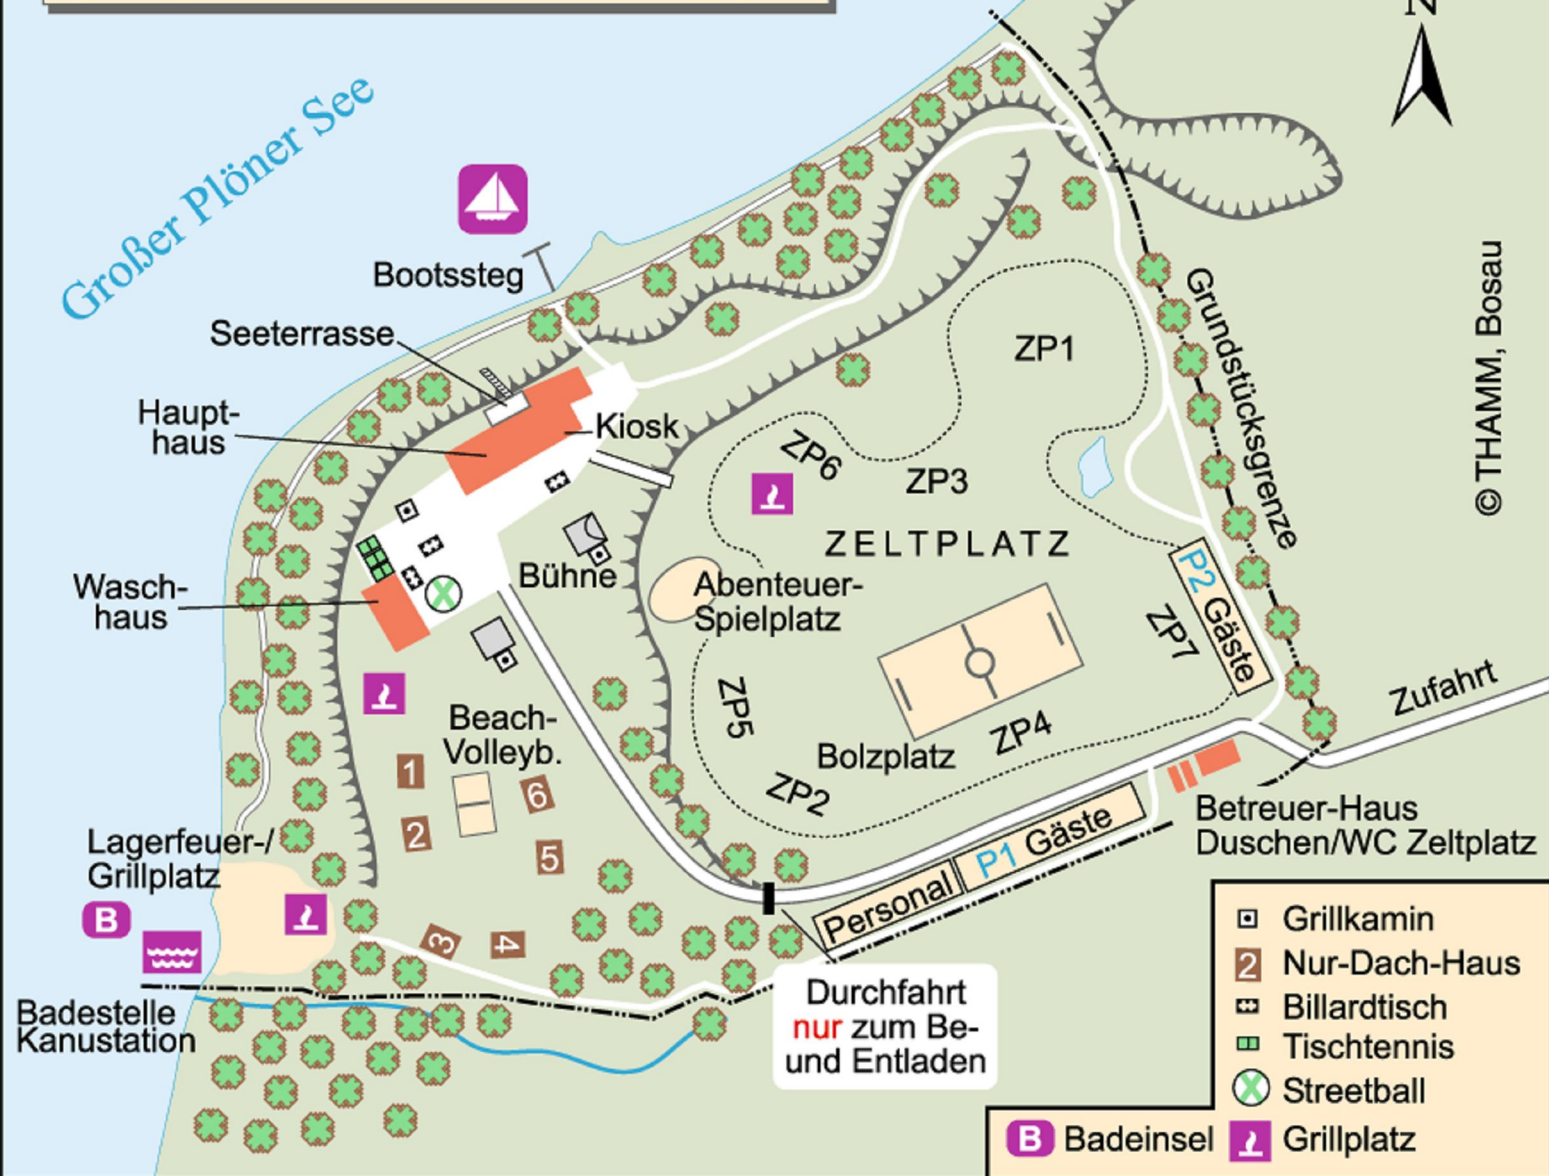 N
Großer Plöner See
Bootssteg
Seeterrasse
Haupt-
haus
Kiosk
ZP1
ZP6
ZP3
ZELTPLATZ
Grundstücksgrenze
© THAMM, Bosau
Wasch-
haus
Bühne
Abenteuer-
Spielplatz
P2 Gäste
ZP7
ZP5
Beach-
Volleyb.
Bolzplatz
ZP4
ZP2
Zufahrt
1
2
6
5
3
4
Lagerfeuer-/
Grillplatz
B
Badestelle
Kanustation
Personal
P1 Gäste
Betreuer-Haus
Duschen/WC Zeltplatz
Durchfahrt
nur zum Be-
und Entladen
Grillkamin
2 Nur-Dach-Haus
Billardtisch
Tischtennis
Streetball
B Badeinsel
Grillplatz